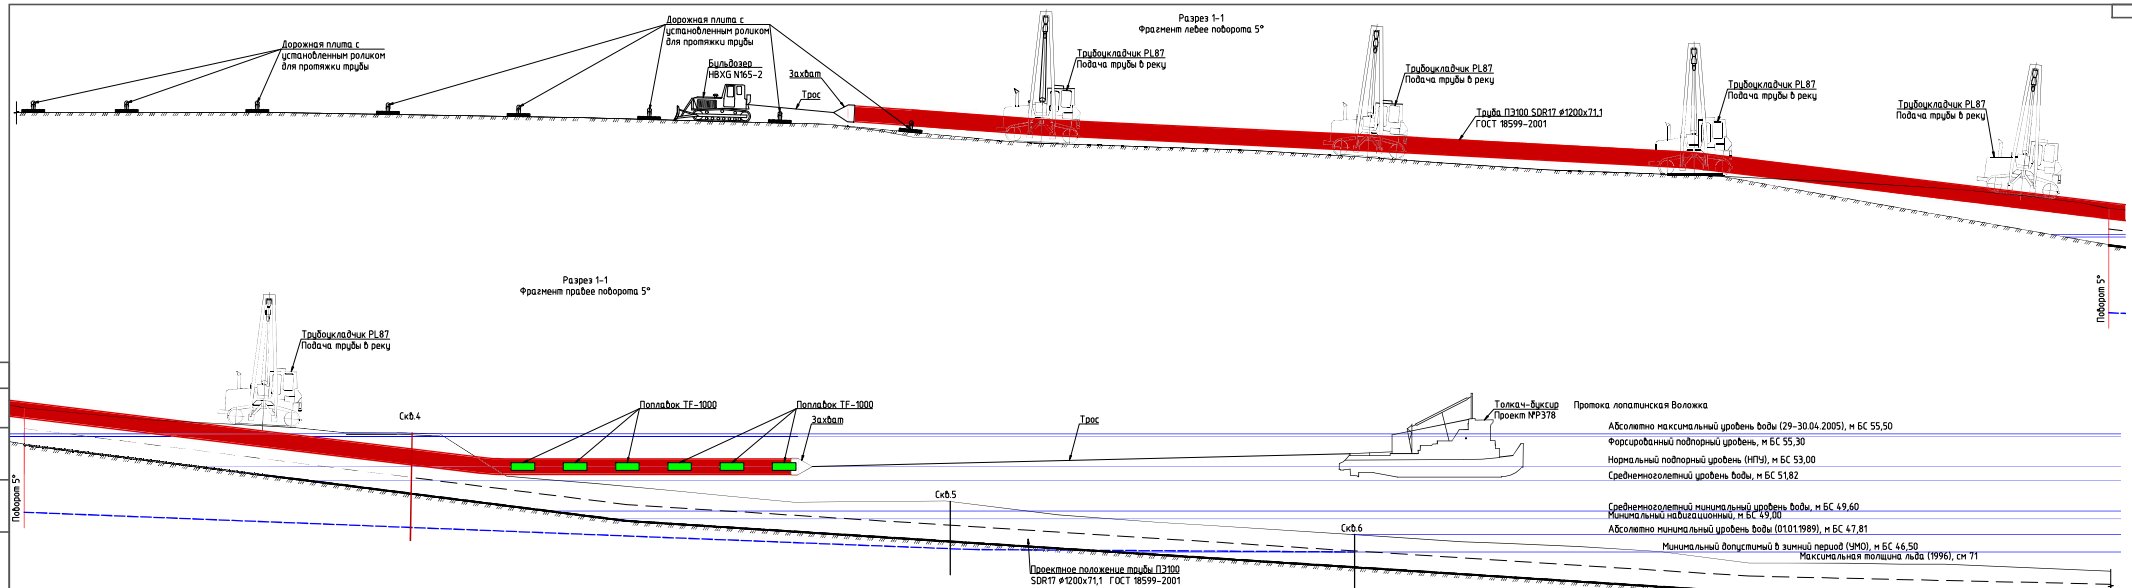 Разрез 1-1
Фрагмент левее поворота 5°
Дорожная плита с
установленным роликом
для протяжки трубы
Дорожная плита с
установленным роликом
для протяжки трубы
Бульдозер
HBXG N165-2
Захват
Трос
Трубоукладчик PL87
Подача трубы в реку
Трубоукладчик PL87
Подача трубы в реку
Трубоукладчик PL87
Подача трубы в реку
Трубоукладчик PL87
Подача трубы в реку
Труба ПЭ100 SDR17 ⌀1200х71,1
ГОСТ 18599-2001
Поворот 5°
Разрез 1-1
Фрагмент правее поворота 5°
Трубоукладчик PL87
Подача трубы в реку
Скв.4
Поплавок TF-1000
Поплавок TF-1000
Захват
Трос
Толкач-буксир
Проект №Р378
Протока лопатинская Воложка
Абсолютно максимальный уровень воды (29-30.04.2005), м БС 55,50
Форсированный подпорный уровень, м БС 55,30
Нормальный подпорный уровень (НПУ), м БС 53,00
Среднемноголетний уровень воды, м БС 51,82
Поворот 5°
Скв.5
Среднемноголетний минимальный уровень воды, м БС 49,60
Минимальный навигационный, м БС 49,00
Скв.6
Абсолютно минимальный уровень воды (01.01.1989), м БС 47,81
Минимальный допустимый в зимний период (УМО), м БС 46,50
Максимальная толщина льда (1996), см 71
Проектное положение трубы ПЭ100
SDR17 ⌀1200х71,1 ГОСТ 18599-2001